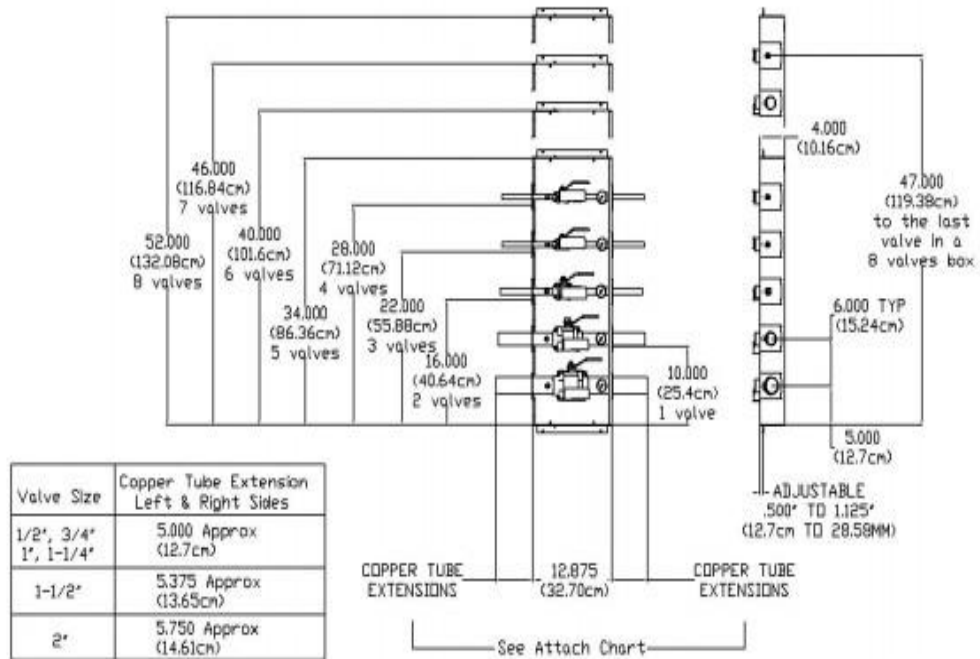 4.000
(10.16cm)
46.000
(116.84cm)
7 valves
47.000
(119.38cm)
to the last
valve in a
8 valves box
52.000
(132.08cm)
8 valves
40.000
(101.6cm)
6 valves
28.000
(71.12cm)
4 valves
34.000
(86.36cm)
5 valves
22.000
(55.88cm)
3 valves
6.000 TYP
(15.24cm)
16.000
(40.64cm)
2 valves
10.000
(25.4cm)
1 valve
5.000
(12.7cm)
ADJUSTABLE
.500" TO 1.125"
(12.7cm TO 28.58MM)
Valve Size
Copper Tube Extension
Left & Right Sides
1/2", 3/4"
1", 1-1/4"
5.000 Approx
(12.7cm)
1-1/2"
5.375 Approx
(13.65cm)
2"
5.750 Approx
(14.61cm)
COPPER TUBE
EXTENSIONS
12.875
(32.70cm)
COPPER TUBE
EXTENSIONS
See Attach Chart